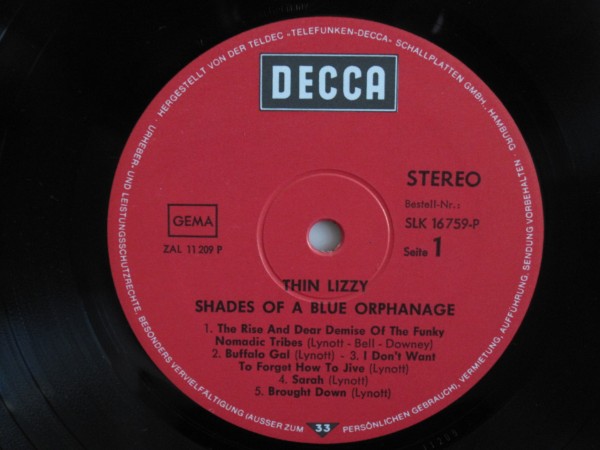 HERGESTELLT VON DER TELDEC »TELEFUNKEN-DECCA« SCHALLPLATTEN GMBH., HAMBURG · URHEBER- UND LEISTUNGSSCHUTZRECHTE, BESONDERS VERVIELFÄLTIGUNG (AUSSER ZUM PERSÖNLICHEN GEBRAUCH), VERMIETUNG, AUFFÜHRUNG, SENDUNG VORBEHALTEN
DECCA
STEREO
Bestell-Nr.:
SLK 16759-P
Seite 1
GEMA
ZAL 11 209 P
THIN LIZZY
SHADES OF A BLUE ORPHANAGE
1. The Rise And Dear Demise Of The Funky
Nomadic Tribes (Lynott - Bell - Downey)
2. Buffalo Gal (Lynott) - 3. I Don't Want
To Forget How To Jive (Lynott)
4. Sarah (Lynott)
5. Brought Down (Lynott)
33